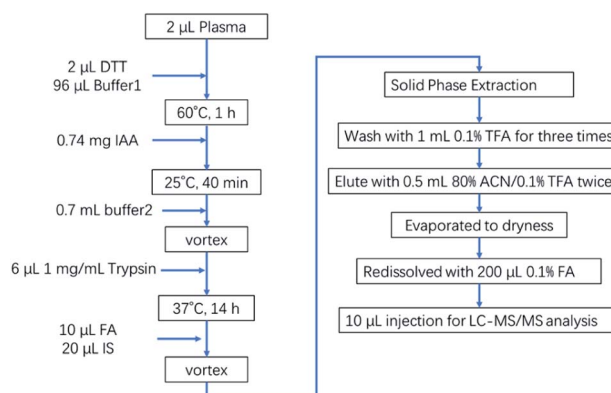 2 µL Plasma
2 µL DTT
96 µL Buffer1
60°C, 1 h
0.74 mg IAA
25°C, 40 min
0.7 mL buffer2
vortex
6 µL 1 mg/mL Trypsin
37°C, 14 h
10 µL FA
20 µL IS
vortex
Solid Phase Extraction
Wash with 1 mL 0.1% TFA for three times
Elute with 0.5 mL 80% ACN/0.1% TFA twice
Evaporated to dryness
Redissolved with 200 µL 0.1% FA
10 µL injection for LC-MS/MS analysis